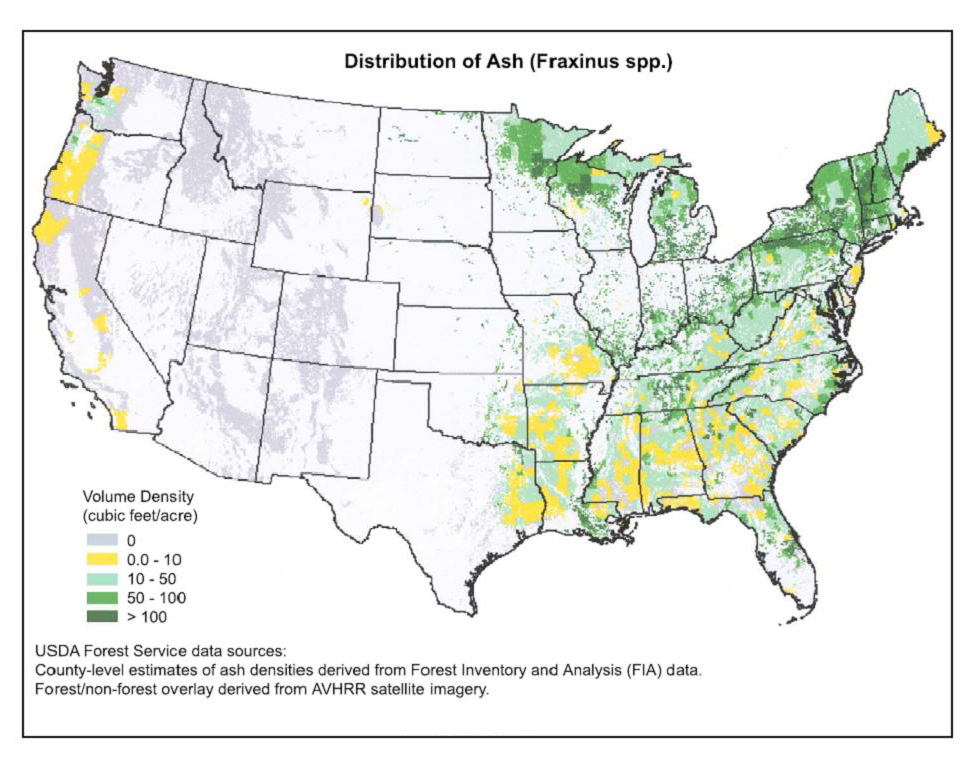 Distribution of Ash (Fraxinus spp.)
Volume Density
(cubic feet/acre)
0
0.0 - 10
10 - 50
50 - 100
> 100
USDA Forest Service data sources:
County-level estimates of ash densities derived from Forest Inventory and Analysis (FIA) data.
Forest/non-forest overlay derived from AVHRR satellite imagery.